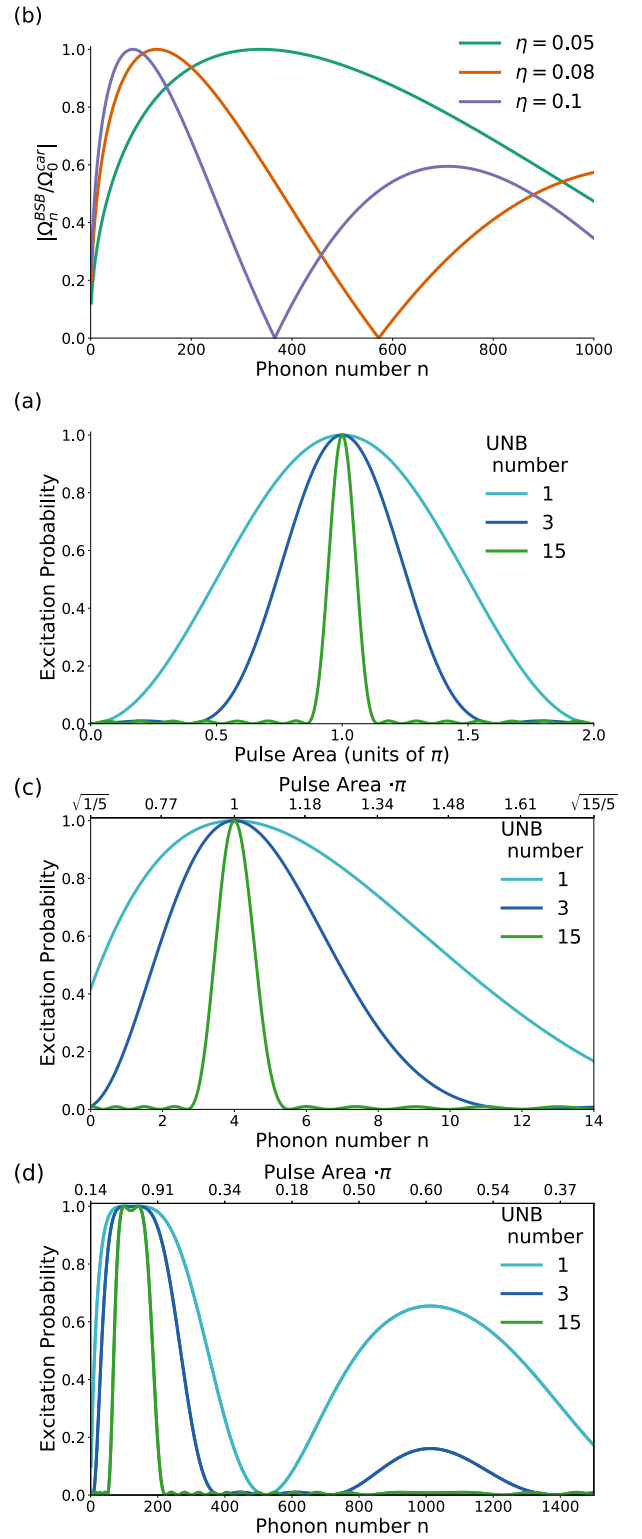 (b)
|Ω_n^{BSB}/Ω_0^{car}|
1.0
0.8
0.6
0.4
0.2
0.0
0 200 400 600 800 1000
Phonon number n
η = 0.05
η = 0.08
η = 0.1
(a)
Excitation Probability
1.0
0.8
0.6
0.4
0.2
0.0
0.0 0.5 1.0 1.5 2.0
Pulse Area (units of π)
UNB
number
1
3
15
(c)
Pulse Area ·π
√1/5 0.77 1 1.18 1.34 1.48 1.61 √15/5
Excitation Probability
1.0
0.8
0.6
0.4
0.2
0.0
0 2 4 6 8 10 12 14
Phonon number n
UNB
number
1
3
15
(d)
Pulse Area ·π
0.14 0.91 0.34 0.18 0.50 0.60 0.54 0.37
Excitation Probability
1.0
0.8
0.6
0.4
0.2
0.0
0 200 400 600 800 1000 1200 1400
Phonon number n
UNB
number
1
3
15